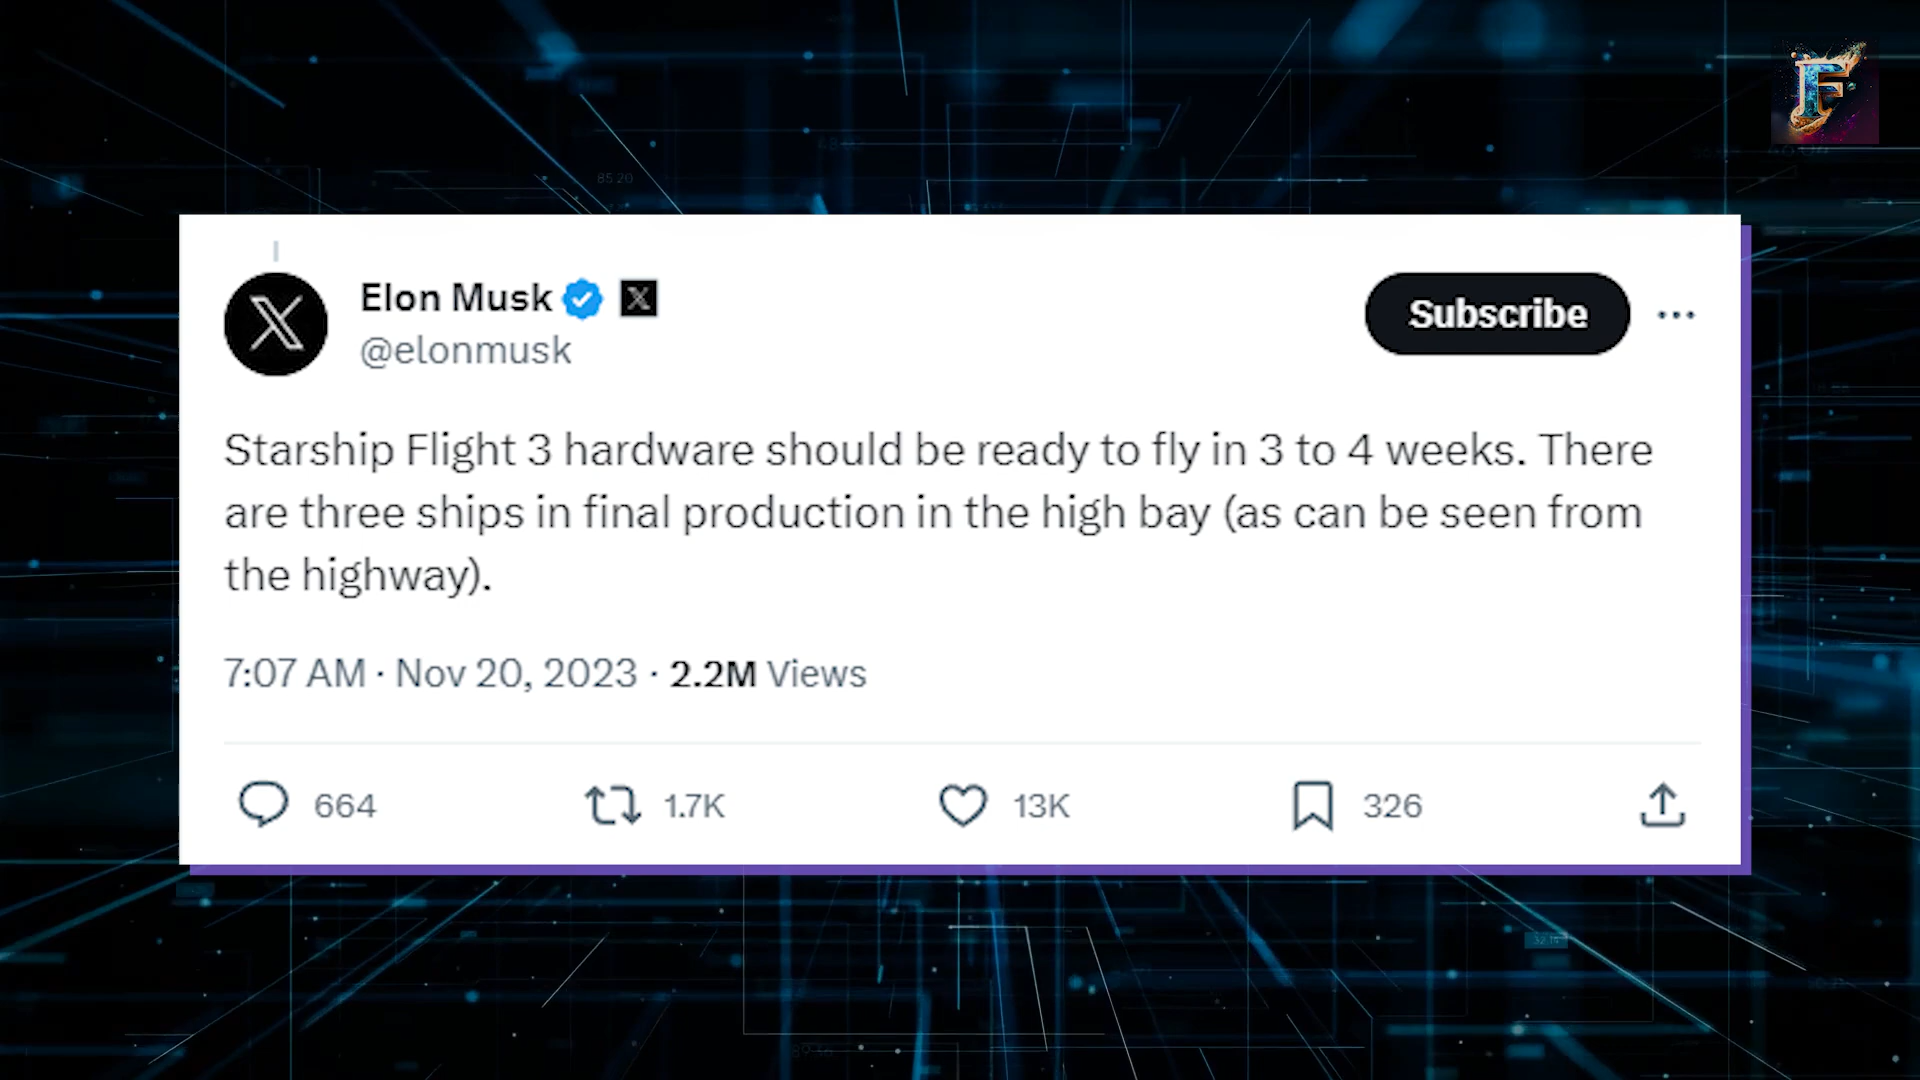 85 20
Elon Musk
@elonmusk
Subscribe
Starship Flight 3 hardware should be ready to fly in 3 to 4 weeks. There
are three ships in final production in the high bay (as can be seen from
the highway).
7:07 AM · Nov 20, 2023 · 2.2M Views
664 1.7K 13K 326
F